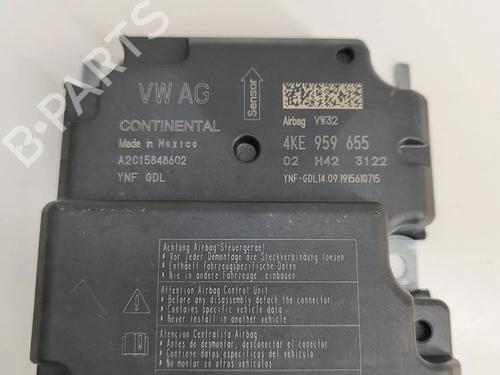 B-PARTS
VW AG
CONTINENTAL
Made in Mexico
A2C15848602
YNF GDL
Sensor
Airbag VW32
4KE 959 655
02 H42 3122
YNF-GDL14.09.1915610715
Achtung Airbag-Steuergeraet
• Vor jeder Demontage die Steckverbindung loesen
• Enthaelt fahrzeugspezifische Daten
• Nie in andere Fahrzeuge einbauen
Attention Airbag Control Unit
• Before any disassembly detach the connector
• Contains specific vehicle data
• Never install in another vehicle
Atencion Centralita Airbag
• Antes de desmontar, desconectar el conector
• Contiene datos especificos del vehiculo
• No montar en otros vehiculos